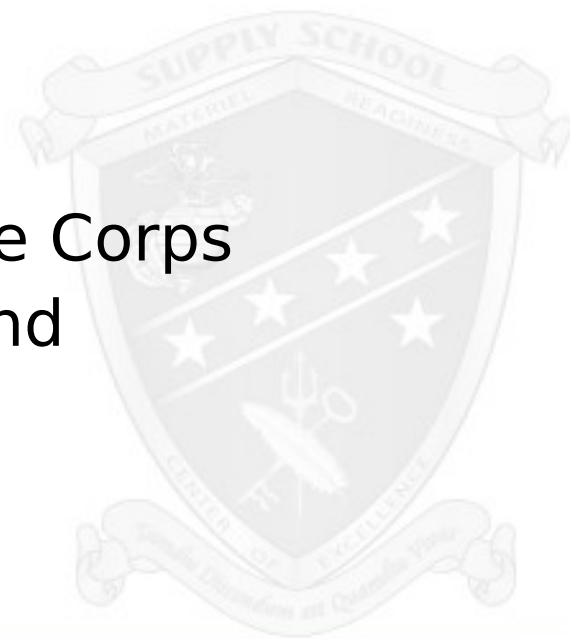 SUPPLY SCHOOL
MATERIEL READINESS
e Corps
nd
CENTER OF EXCELLENCE